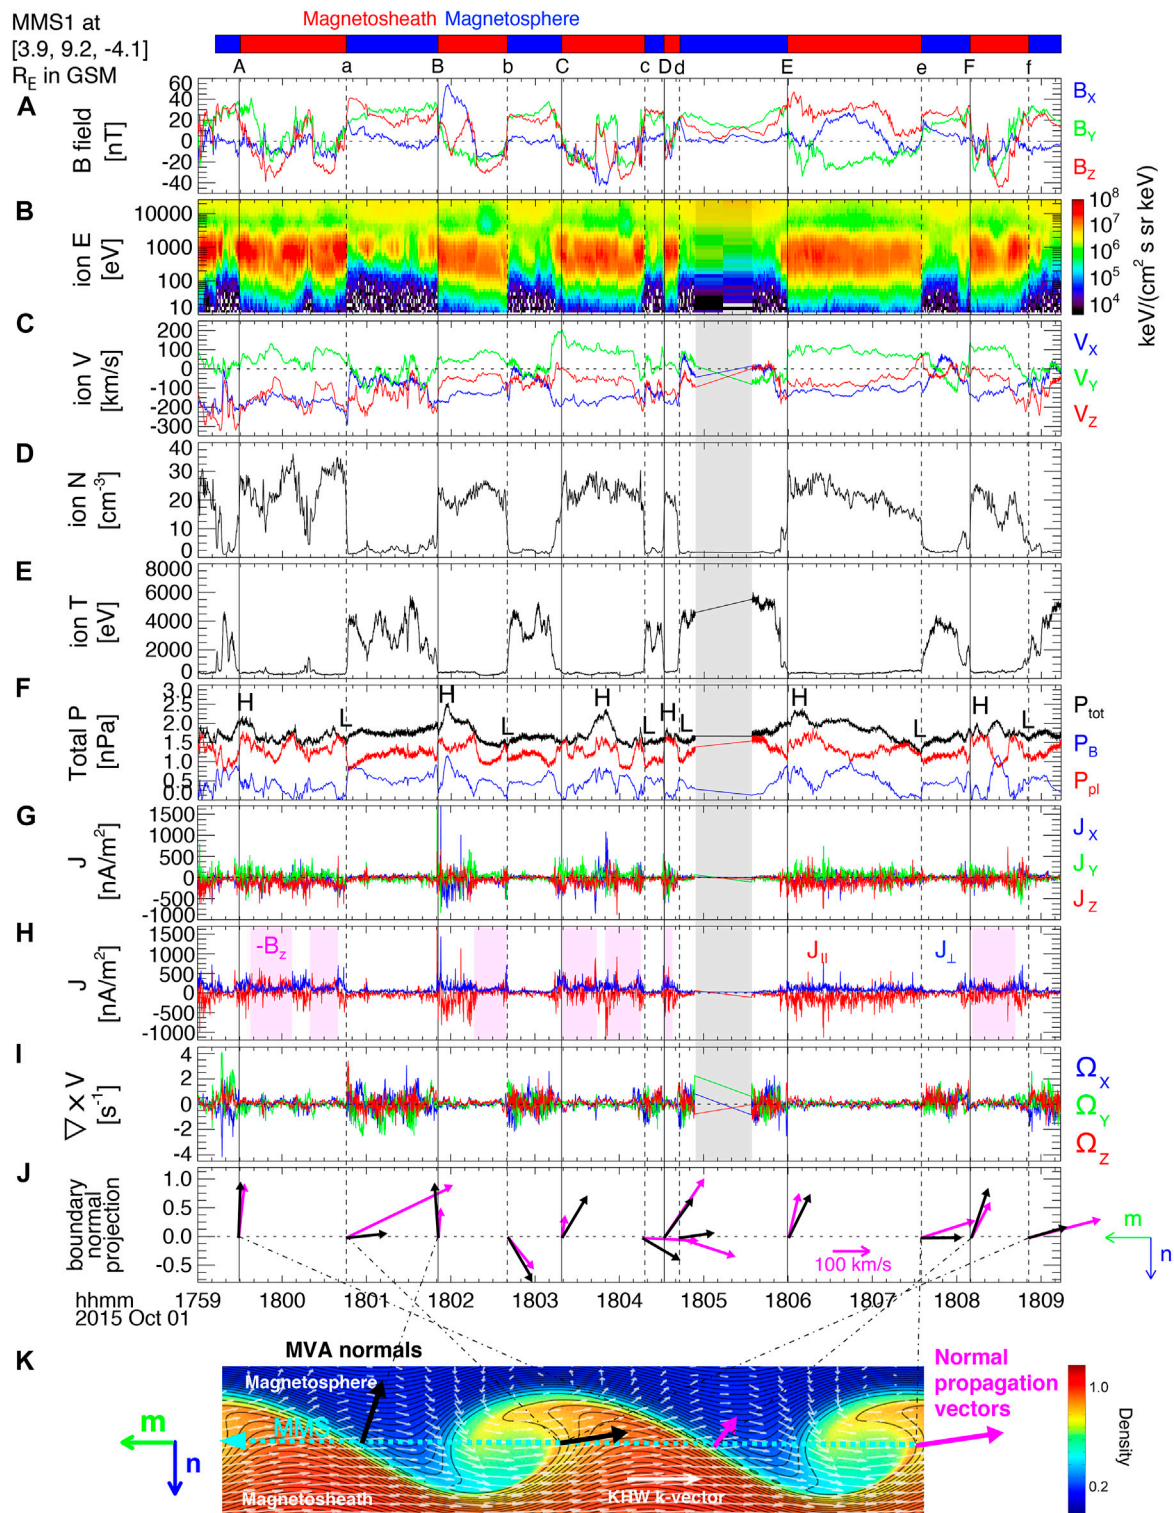 MMS1 at
[3.9, 9.2, -4.1]
R_E in GSM
Magnetosheath Magnetosphere
A a B b C c D d E e F f
A
B field
[nT]
60
40
20
0
-20
-40
B_X
B_Y
B_Z
B
ion E
[eV]
10000
1000
100
10
10^8
10^7
10^6
10^5
10^4
keV/(cm^2 s sr keV)
C
ion V
[km/s]
200
100
0
-100
-200
-300
V_X
V_Y
V_Z
D
ion N
[cm^-3]
40
30
20
10
0
E
ion T
[eV]
8000
6000
4000
2000
0
F
Total P
[nPa]
3.0
2.5
2.0
1.5
1.0
0.5
0.0
H L H L H L H L H L H L
P_tot
P_B
P_pl
G
J
[nA/m^2]
1500
1000
500
0
-500
-1000
J_X
J_Y
J_Z
H
J
[nA/m^2]
1500
1000
500
0
-500
-1000
-B_z
J_||
J_⊥
I
▽ × V
[s^-1]
4
2
0
-2
-4
Ω_X
Ω_Y
Ω_Z
J
boundary
normal
projection
1.0
0.5
0.0
-0.5
100 km/s
m
n
hhmm
2015 Oct 01
1759 1800 1801 1802 1803 1804 1805 1806 1807 1808 1809
K
MVA normals
Magnetosphere
MMS
Magnetosheath
KHW k-vector
m
n
Normal
propagation
vectors
1.0
0.2
Density